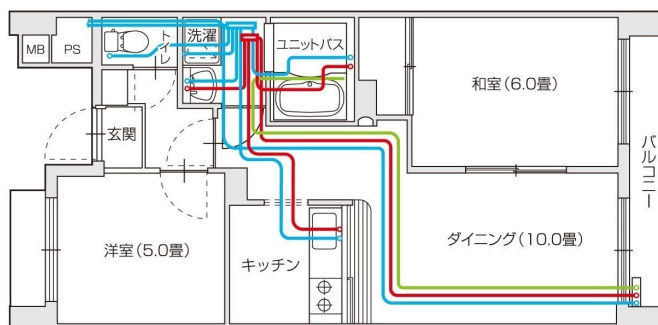 MB
PS
トイレ
洗濯
ユニットバス
和室(6.0畳)
玄関
バルコニー
洋室(5.0畳)
キッチン
ダイニング(10.0畳)